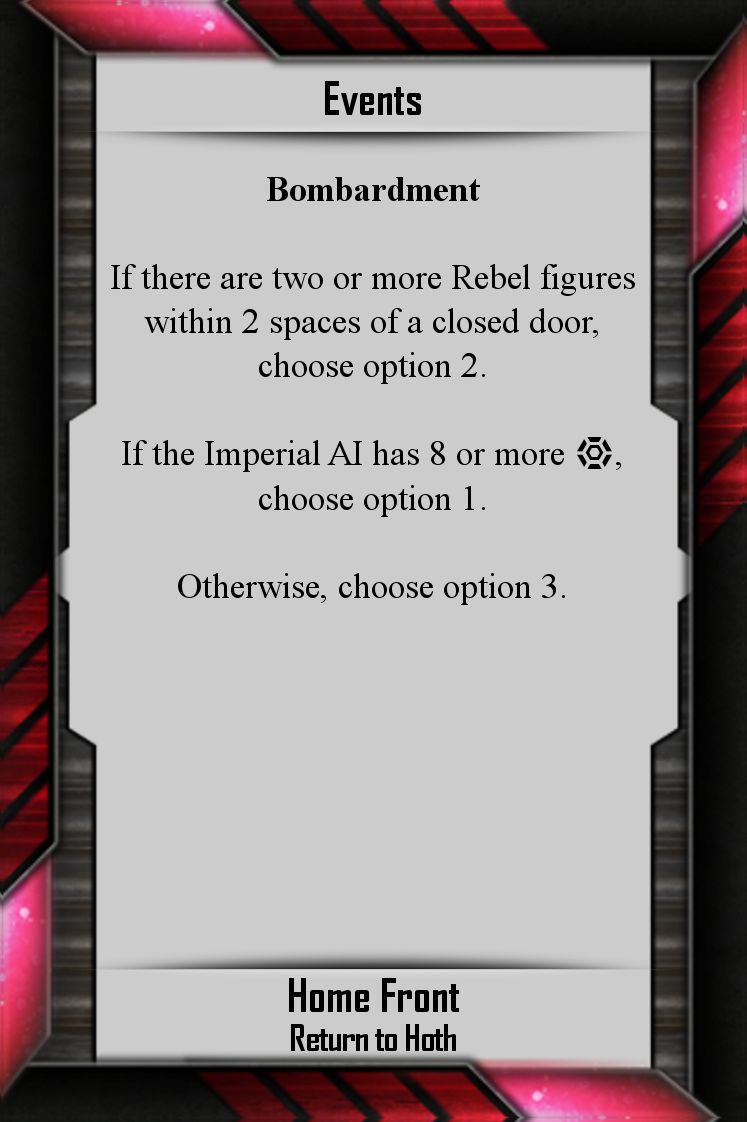 Events
Bombardment
If there are two or more Rebel figures
within 2 spaces of a closed door,
choose option 2.
If the Imperial AI has 8 or more ,
choose option 1.
Otherwise, choose option 3.
Home Front
Return to Hoth